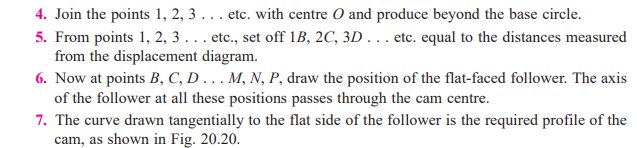 4. Join the points 1, 2, 3 . . . etc. with centre O and produce beyond the base circle.
5. From points 1, 2, 3 . . . etc., set off 1B, 2C, 3D . . . etc. equal to the distances measured
from the displacement diagram.
6. Now at points B, C, D . . . M, N, P, draw the position of the flat-faced follower. The axis
of the follower at all these positions passes through the cam centre.
7. The curve drawn tangentially to the flat side of the follower is the required profile of the
cam, as shown in Fig. 20.20.